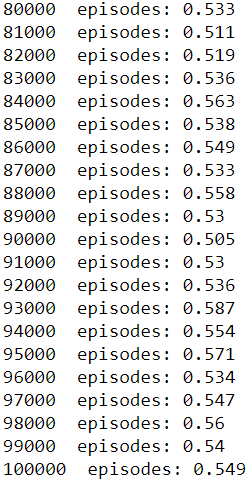 80000  episodes: 0.533
81000  episodes: 0.511
82000  episodes: 0.519
83000  episodes: 0.536
84000  episodes: 0.563
85000  episodes: 0.538
86000  episodes: 0.549
87000  episodes: 0.533
88000  episodes: 0.558
89000  episodes: 0.53
90000  episodes: 0.505
91000  episodes: 0.53
92000  episodes: 0.536
93000  episodes: 0.587
94000  episodes: 0.554
95000  episodes: 0.571
96000  episodes: 0.534
97000  episodes: 0.547
98000  episodes: 0.56
99000  episodes: 0.54
100000  episodes: 0.549